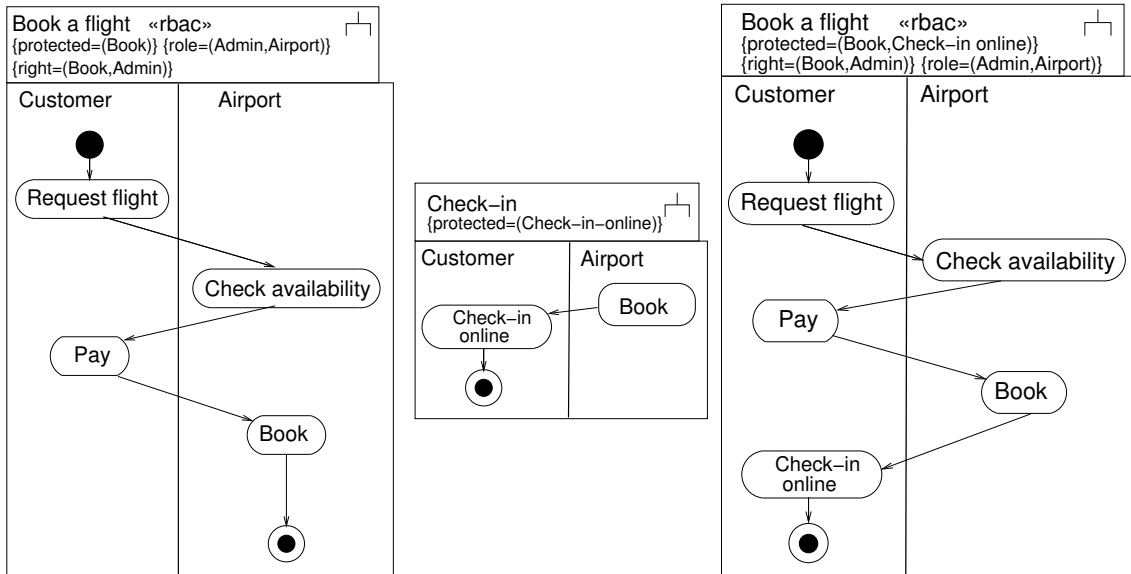 Book a flight «rbac»
{protected=(Book)} {role=(Admin,Airport)}
{right=(Book,Admin)}
Customer
Airport
Request flight
Check availability
Pay
Book
Check−in
{protected=(Check−in−online)}
Customer
Airport
Book
Check−in
online
Book a flight «rbac»
{protected=(Book,Check−in online)}
{right=(Book,Admin)} {role=(Admin,Airport)}
Customer
Airport
Request flight
Check availability
Pay
Book
Check−in
online